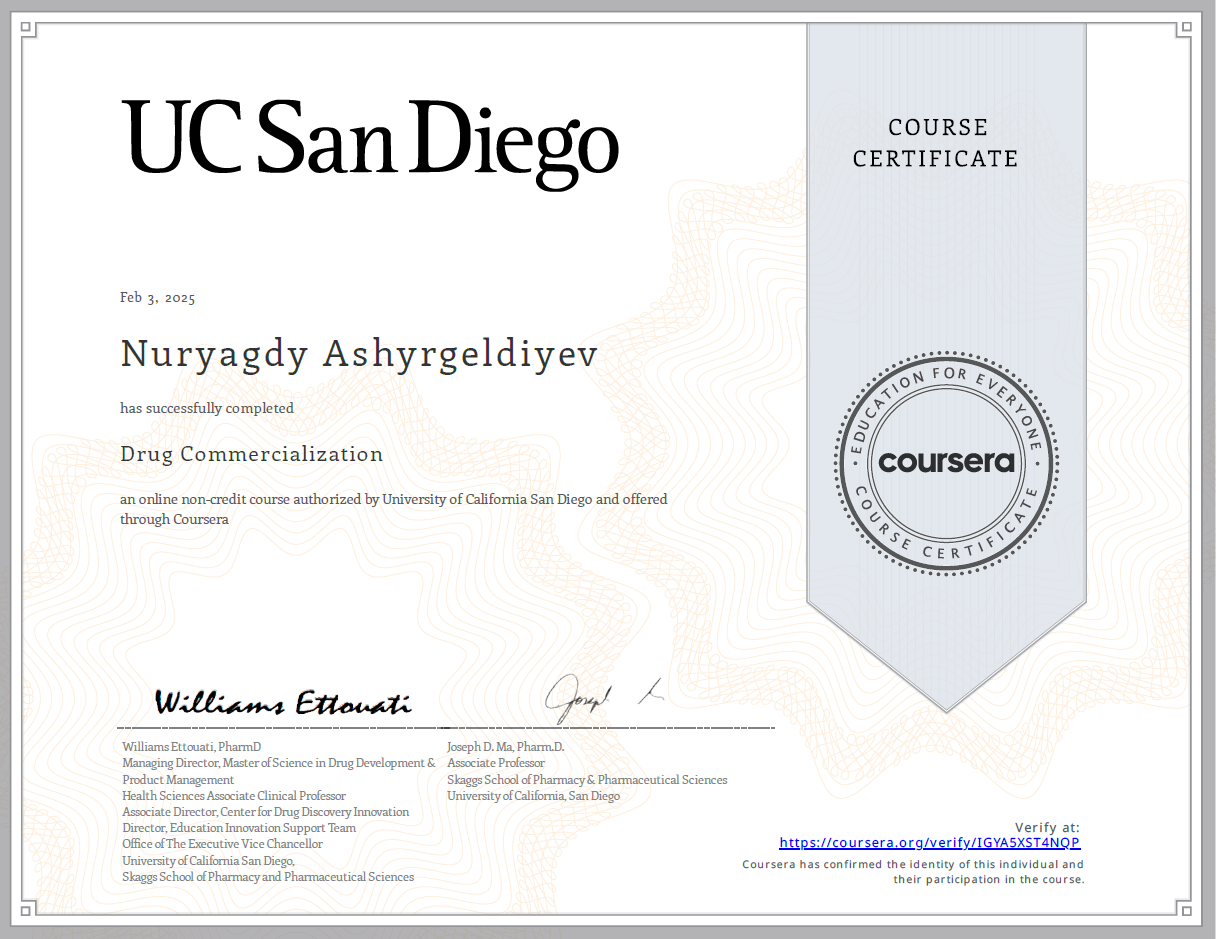 UC San Diego
COURSE
CERTIFICATE
Feb 3, 2025
Nuryagdy Ashyrgeldiyev
has successfully completed
Drug Commercialization
an online non-credit course authorized by University of California San Diego and offered
through Coursera
EDUCATION FOR EVERYONE
coursera
COURSE CERTIFICATE
Williams Ettouati
Joseph
Williams Ettouati, PharmD
Managing Director, Master of Science in Drug Development &
Product Management
Health Sciences Associate Clinical Professor
Associate Director, Center for Drug Discovery Innovation
Director, Education Innovation Support Team
Office of The Executive Vice Chancellor
University of California San Diego,
Skaggs School of Pharmacy and Pharmaceutical Sciences
Joseph D. Ma, Pharm.D.
Associate Professor
Skaggs School of Pharmacy & Pharmaceutical Sciences
University of California, San Diego
Verify at:
https://coursera.org/verify/IGYA5XST4NQP
Coursera has confirmed the identity of this individual and
their participation in the course.